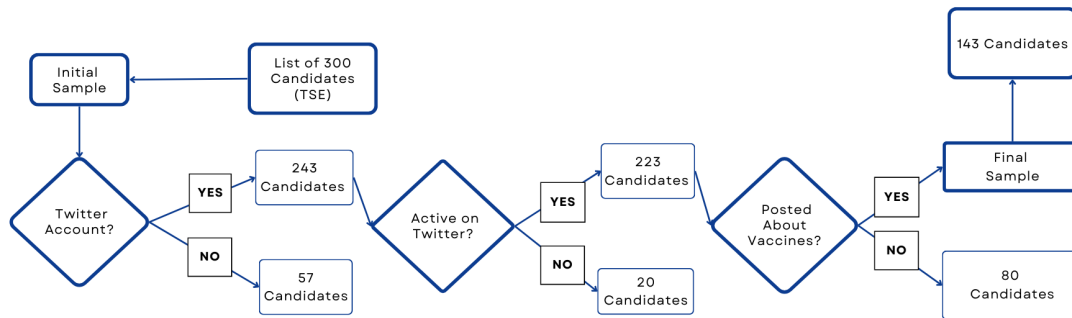 Initial
Sample
List of 300
Candidates
(TSE)
Twitter
Account?
YES
243
Candidates
NO
57
Candidates
Active on
Twitter?
YES
223
Candidates
NO
20
Candidates
Posted
About
Vaccines?
YES
Final
Sample
143 Candidates
NO
80
Candidates